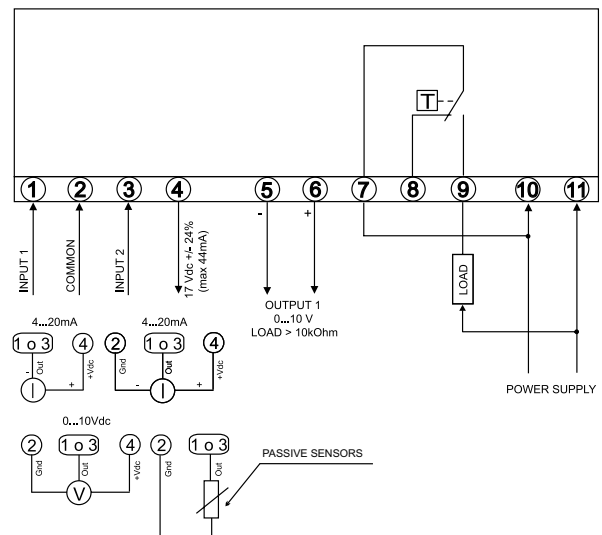 T
1 2 3 4 5 6 7 8 9 10 11
- +
INPUT 1
COMMON
INPUT 2
17 Vdc +/- 24%
(max 44mA)
OUTPUT 1
0...10 V
LOAD > 10kOhm
LOAD
POWER SUPPLY
4...20mA
1 o 3 4
Out +Vdc
- +
I
4...20mA
2 1 o 3 4
Gnd Out +Vdc
- +
I
0...10Vdc
2 1 o 3 4
Gnd Out +Vdc
V
2 1 o 3
Gnd Out
PASSIVE SENSORS